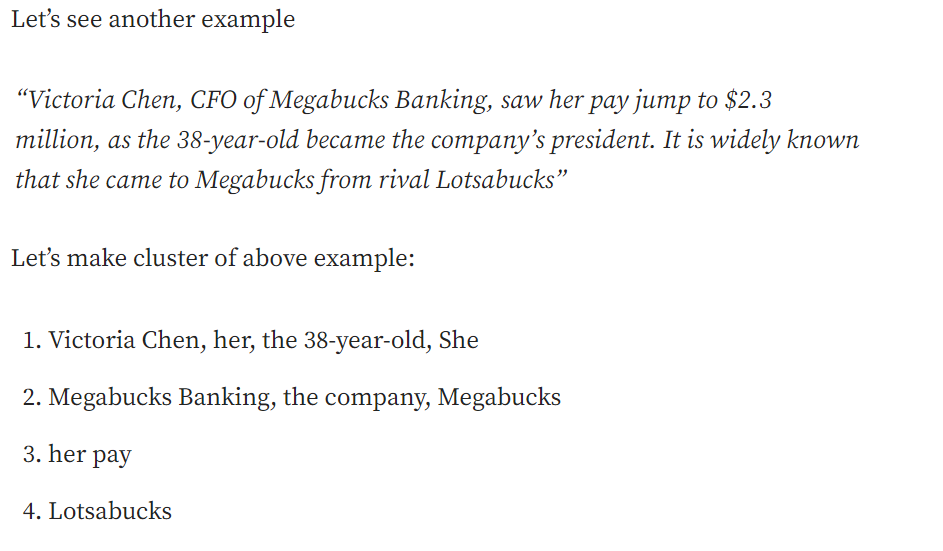 Let’s see another example
“Victoria Chen, CFO of Megabucks Banking, saw her pay jump to $2.3
million, as the 38-year-old became the company’s president. It is widely known
that she came to Megabucks from rival Lotsabucks”
Let’s make cluster of above example:
1. Victoria Chen, her, the 38-year-old, She
2. Megabucks Banking, the company, Megabucks
3. her pay
4. Lotsabucks